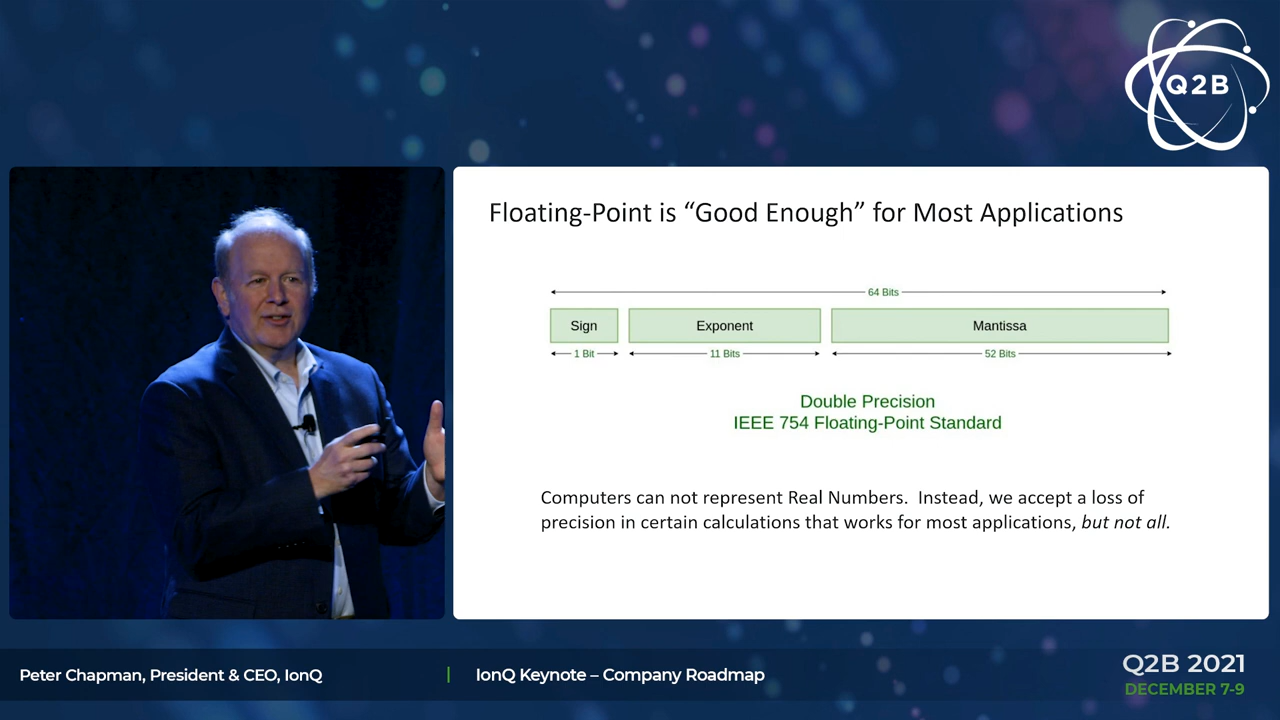 Q2B
Floating-Point is “Good Enough” for Most Applications
64 Bits
Sign
Exponent
Mantissa
1 Bit
11 Bits
52 Bits
Double Precision
IEEE 754 Floating-Point Standard
Computers can not represent Real Numbers.  Instead, we accept a loss of
precision in certain calculations that works for most applications, but not all.
Peter Chapman, President & CEO, IonQ
IonQ Keynote – Company Roadmap
Q2B 2021
DECEMBER 7-9